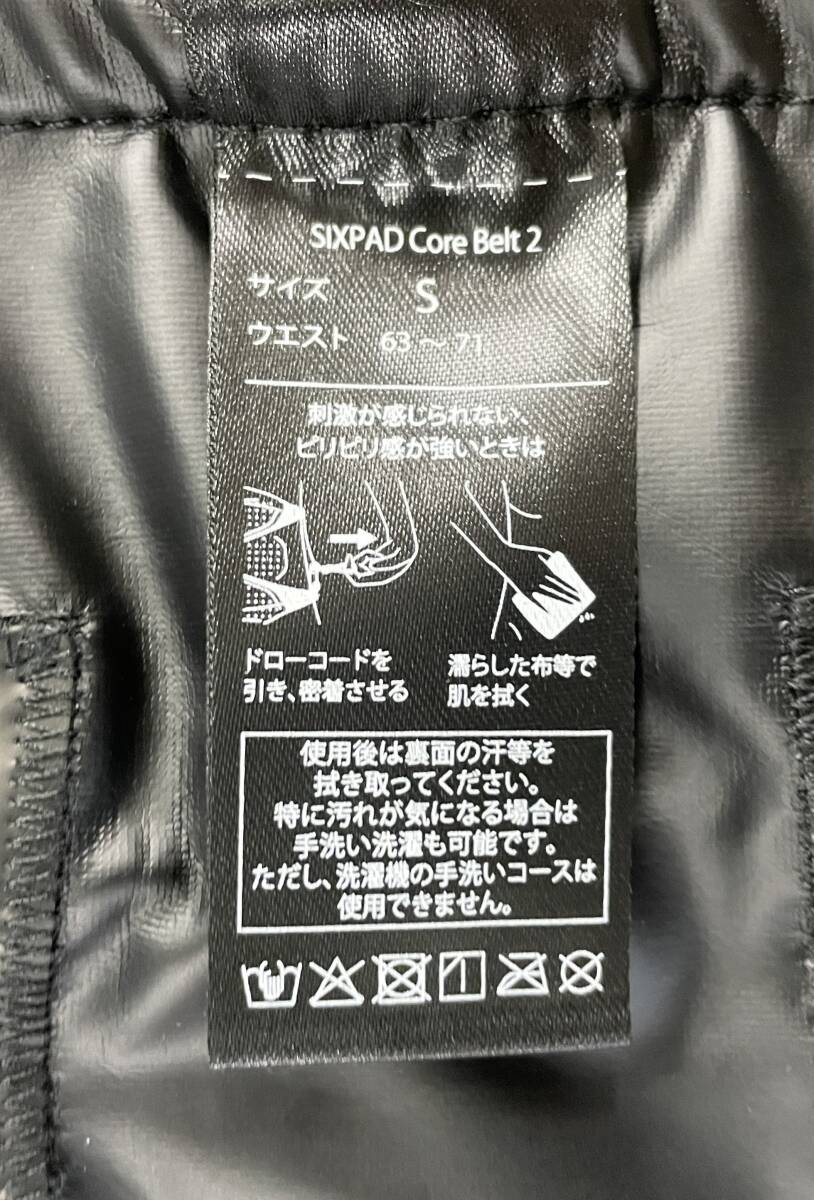 SIXPAD Core Belt 2
サイズ S
ウエスト 63～71
刺激が感じられない、
ピリピリ感が強いときは
ドローコードを
引き、密着させる
濡らした布等で
肌を拭く
使用後は裏面の汗等を
拭き取ってください。
特に汚れが気になる場合は
手洗い洗濯も可能です。
ただし、洗濯機の手洗いコースは
使用できません。